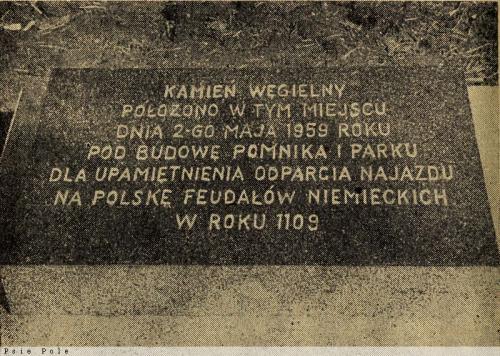 KAMIEŃ WĘGIELNY
POŁOŻONO W TYM MIEJSCU
DNIA 2-GO MAJA 1959 ROKU
POD BUDOWĘ POMNIKA I PARKU
DLA UPAMIĘTNIENIA ODPARCIA NAJAZDU
NA POLSKĘ FEUDAŁÓW NIEMIECKICH
W ROKU 1109
Psie Pole